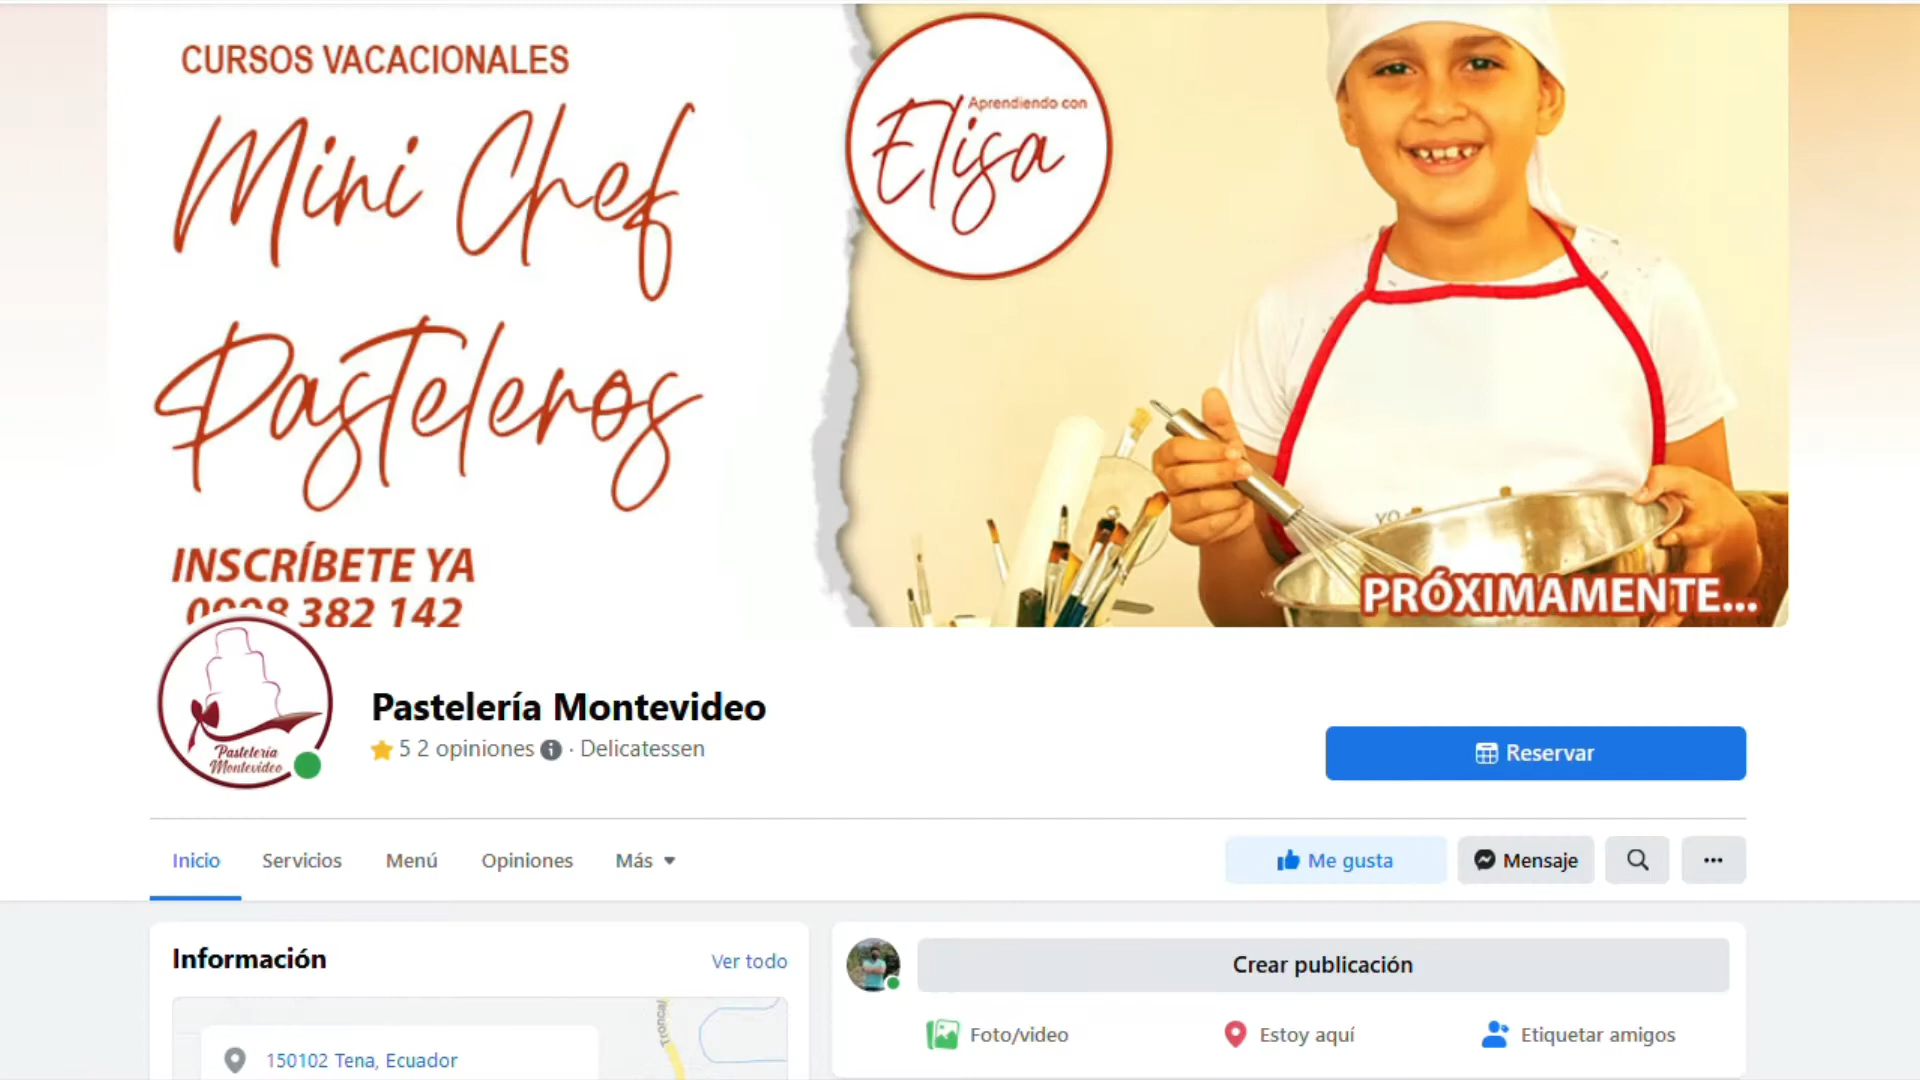 CURSOS VACACIONALES
Mini Chef
Pasteleros
Aprendiendo con
Elisa
INSCRÍBETE YA
382 142
YO
PRÓXIMAMENTE...
Pastelería
Montevideo
Pastelería Montevideo
5 2 opiniones · Delicatessen
Reservar
Inicio
Servicios
Menú
Opiniones
Más
Me gusta
Mensaje
Información
Ver todo
Troncal
150102 Tena, Ecuador
Crear publicación
Foto/video
Estoy aquí
Etiquetar amigos